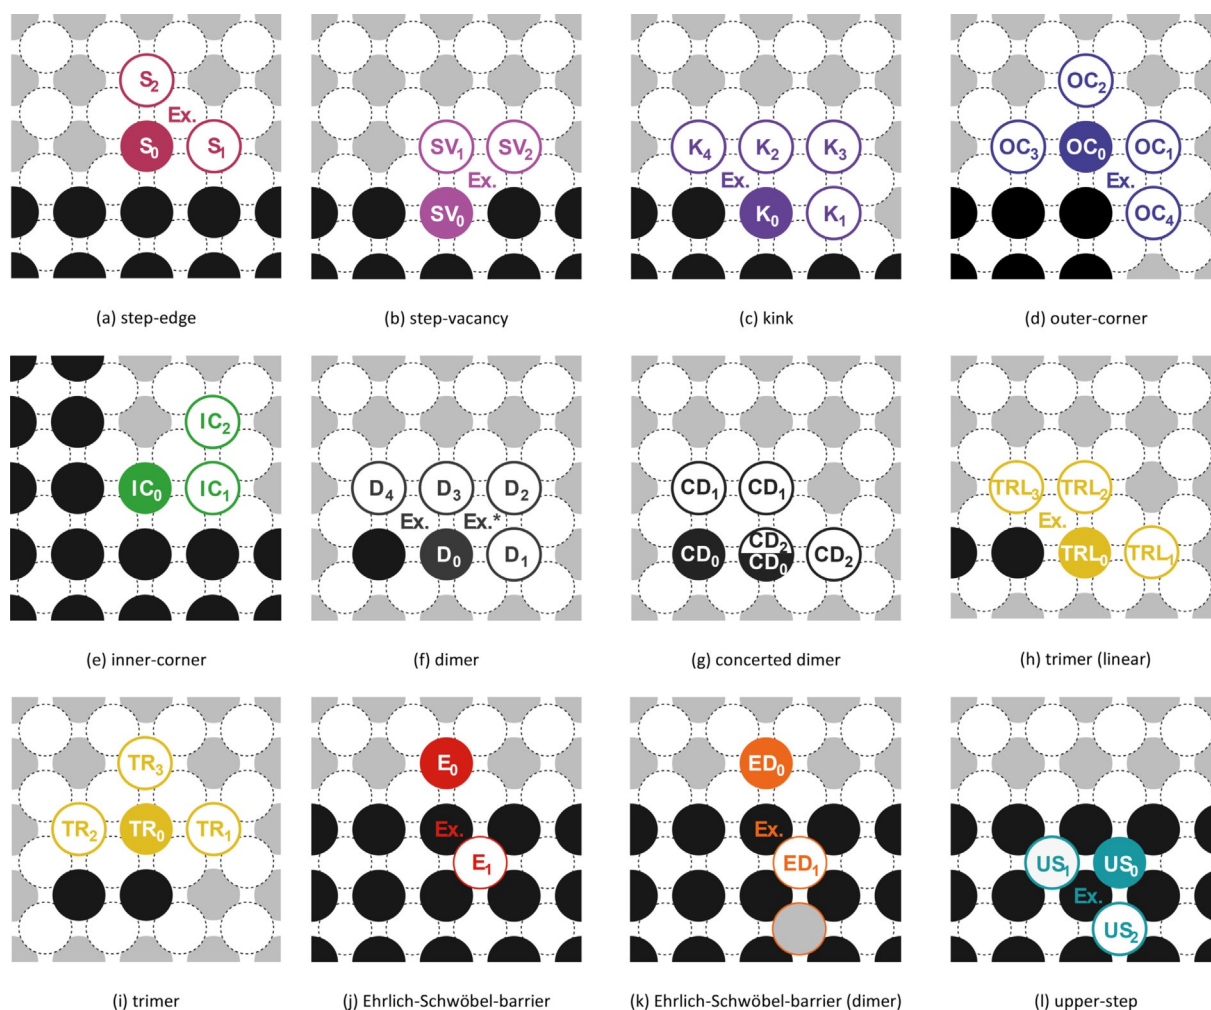 S₂
Ex.
S₀ S₁
(a) step-edge
SV₁ SV₂
Ex.
SV₀
(b) step-vacancy
K₄ K₂ K₃
Ex.
K₀ K₁
(c) kink
OC₂
OC₃ OC₀ OC₁
Ex.
OC₄
(d) outer-corner
IC₂
IC₀ IC₁
(e) inner-corner
D₄ D₃ D₂
Ex. Ex.*
D₀ D₁
(f) dimer
CD₁ CD₁
CD₂
CD₀ CD₀ CD₂
(g) concerted dimer
TRL₃ TRL₂
Ex.
TRL₀ TRL₁
(h) trimer (linear)
TR₃
TR₂ TR₀ TR₁
(i) trimer
E₀
Ex.
E₁
(j) Ehrlich-Schwöbel-barrier
ED₀
Ex.
ED₁
(k) Ehrlich-Schwöbel-barrier (dimer)
US₁ US₀
Ex.
US₂
(l) upper-step